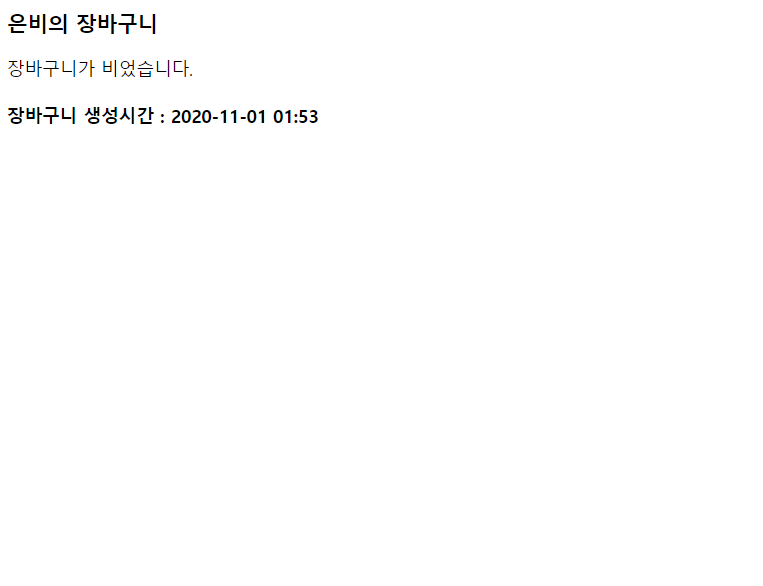 은비의 장바구니
장바구니가 비었습니다.
장바구니 생성시간 : 2020-11-01 01:53